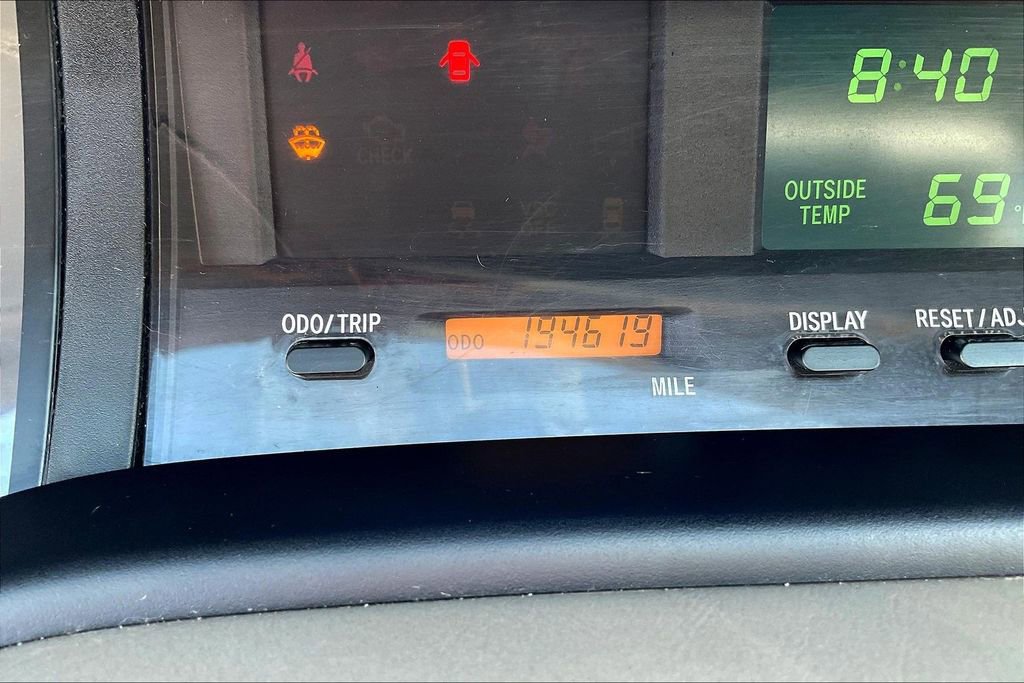 8:40
CHECK
OUTSIDE
TEMP
69°
ODO/TRIP
ODO 194619
DISPLAY
RESET/ADJ
MILE